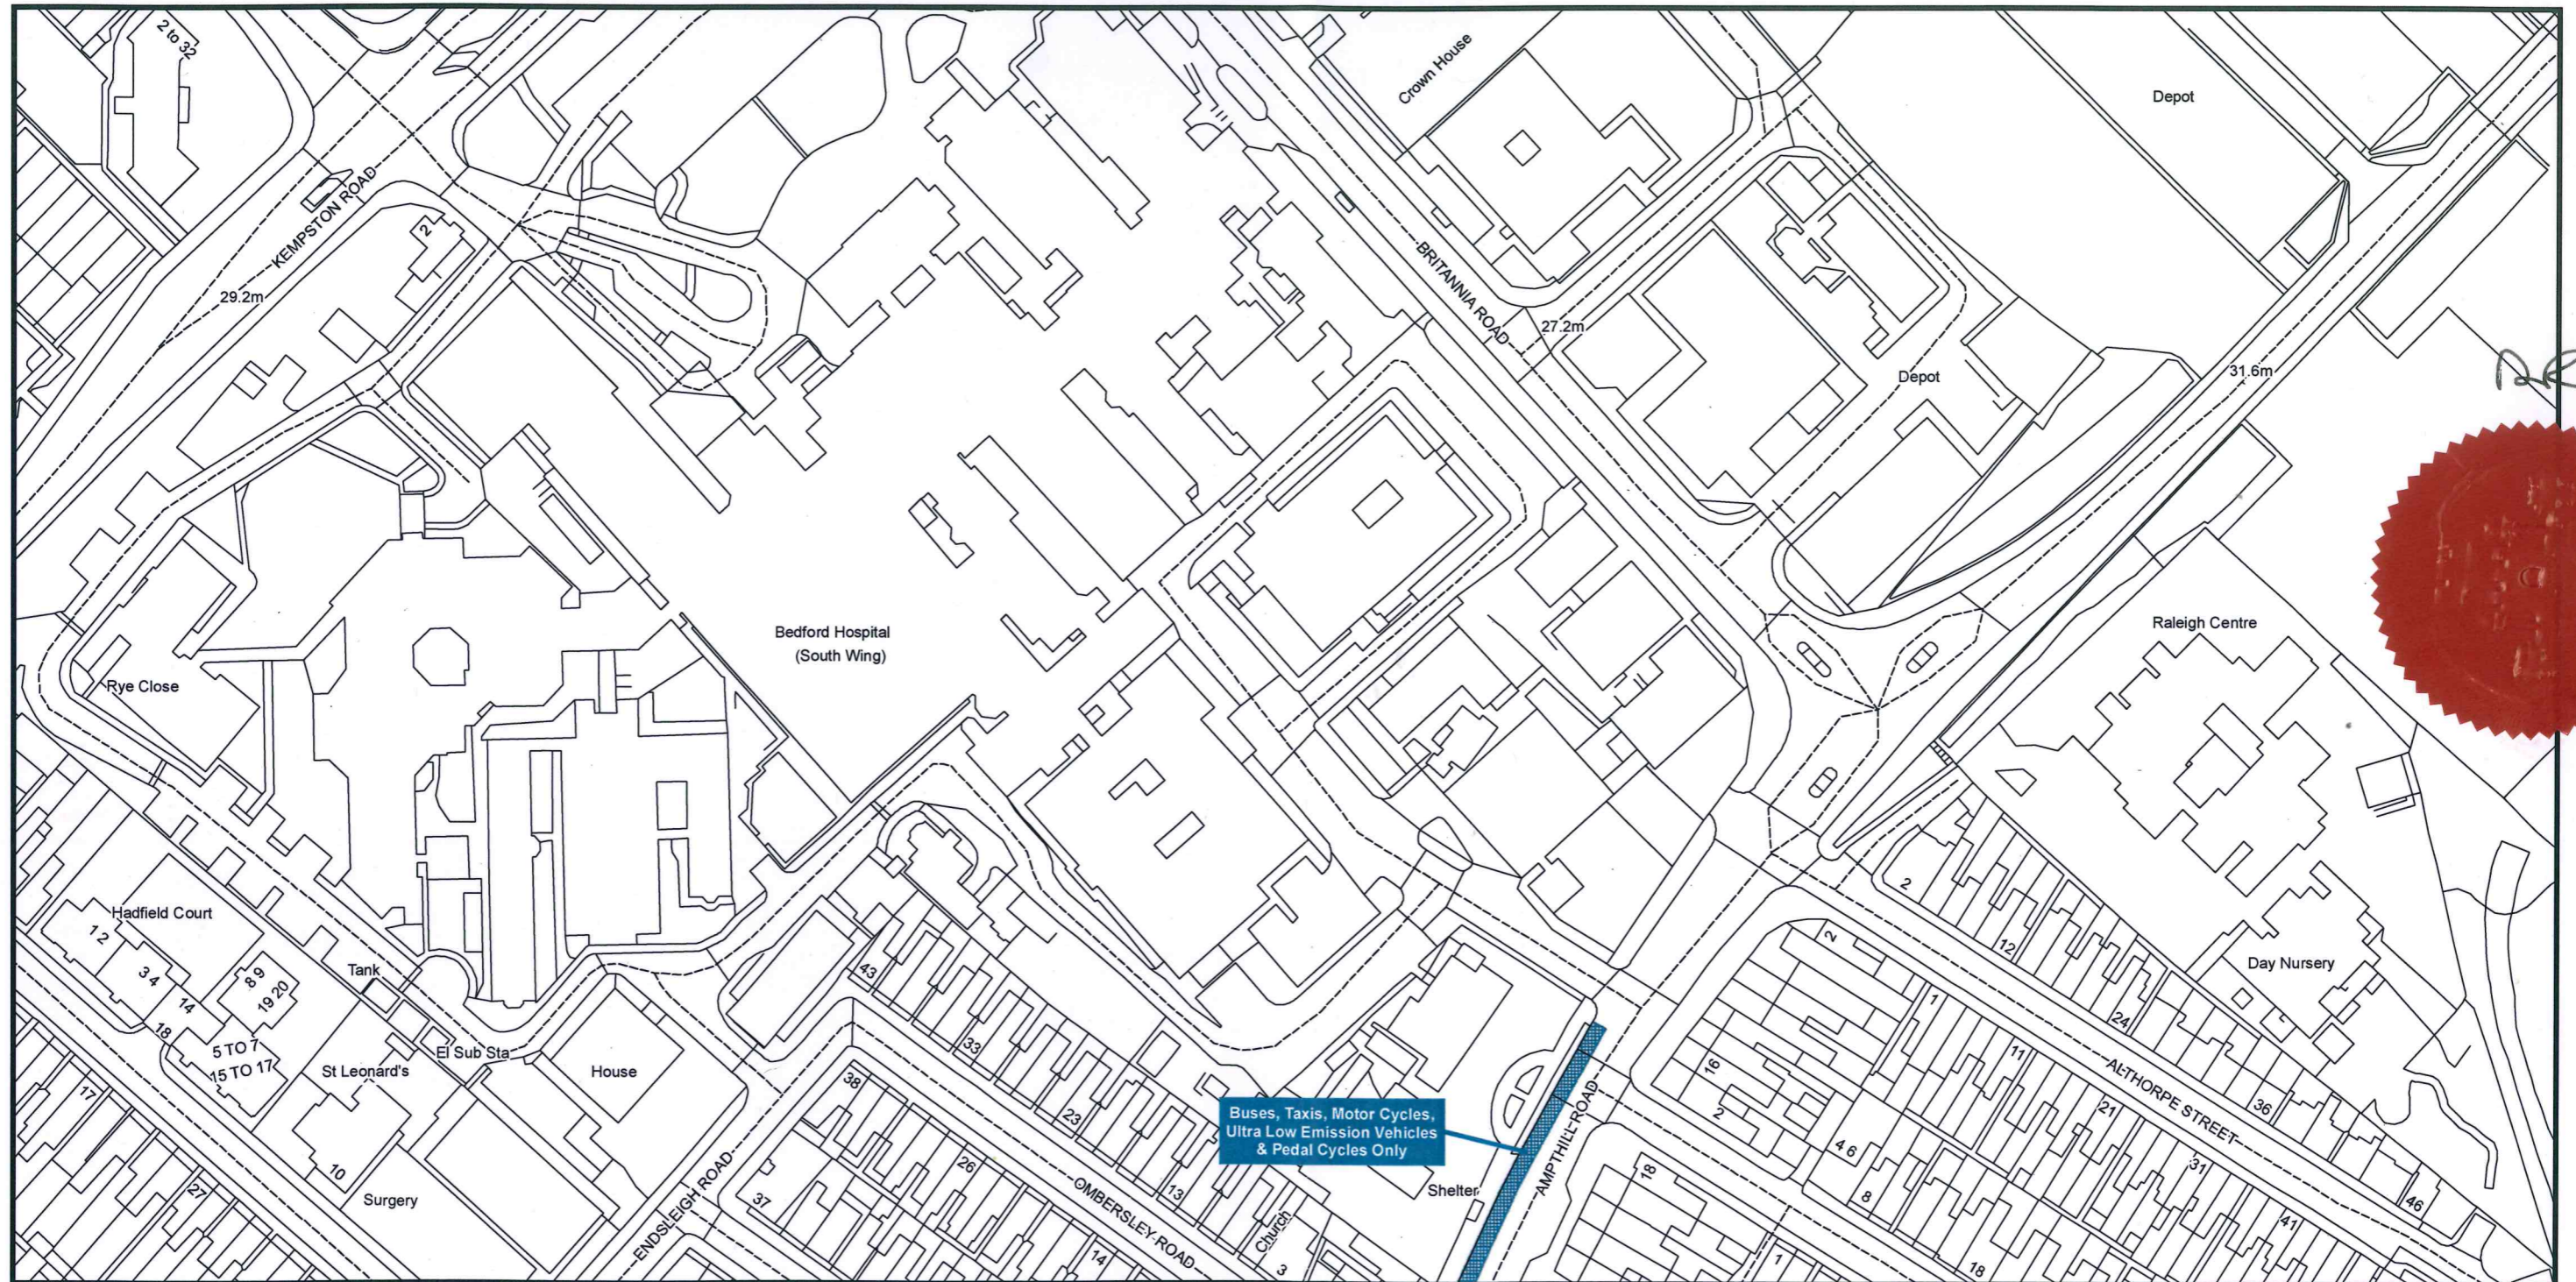 2 to 32
Crown House
Depot
KEMPSTON ROAD
2
29.2m
BRITANNIA ROAD
27.2m
Depot
31.6m
Bedford Hospital
(South Wing)
Raleigh Centre
Rye Close
Hadfield Court
1 2
3 4
14
8 9
19 20
18
5 TO 7
15 TO 17
Tank
El Sub Sta
St Leonard's
House
10
Surgery
17
27
43
33
23
13
38
26
14
37
3
ENDSLEIGH ROAD
OMBERSLEY ROAD
Church
Shelter
Buses, Taxis, Motor Cycles,
Ultra Low Emission Vehicles
& Pedal Cycles Only
AMPTHILL ROAD
2
12
24
36
46
2
16
2
4 6
8
18
18
1
1
11
21
31
41
ALTHORPE STREET
Day Nursery